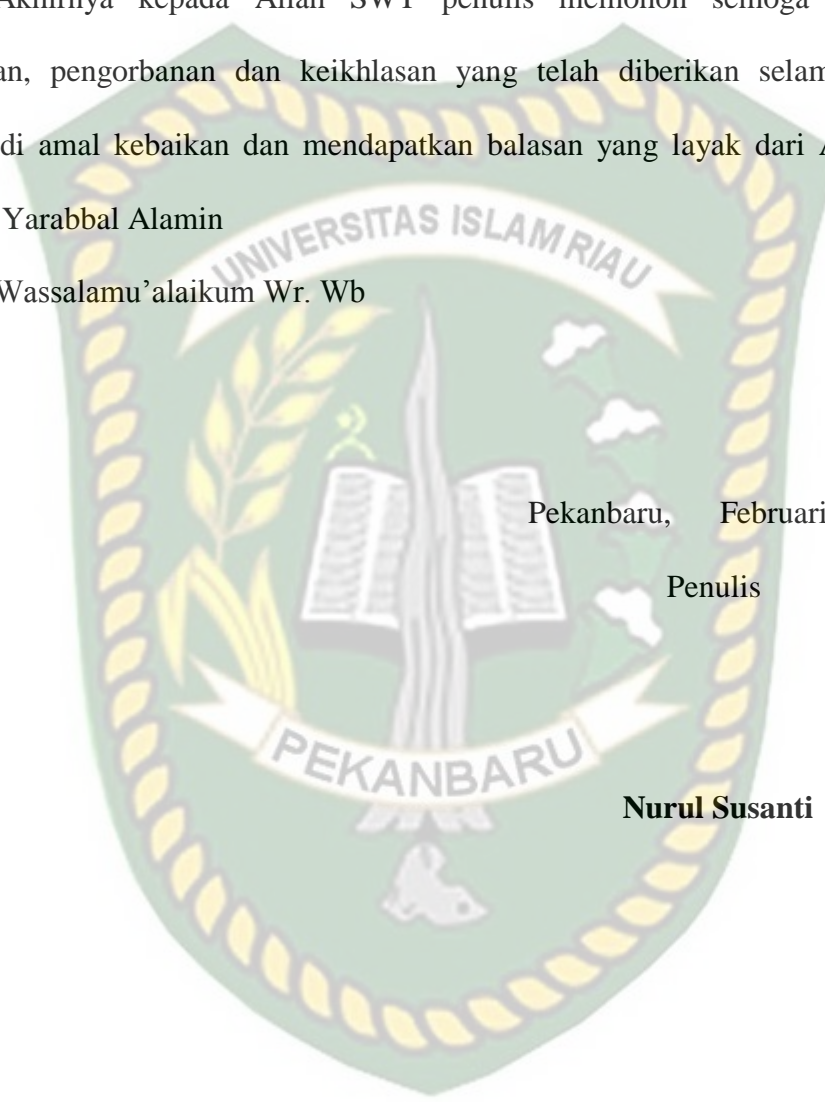 Akhirnya kepada Allah SWT penulis memohon semoga
an, pengorbanan dan keikhlasan yang telah diberikan selam
di amal kebaikan dan mendapatkan balasan yang layak dari A
Yarabbal Alamin
UNIVERSITAS ISLAM RIAU
Wassalamu’alaikum Wr. Wb
Pekanbaru, Februari
Penulis
PEKANBARU
Nurul Susanti